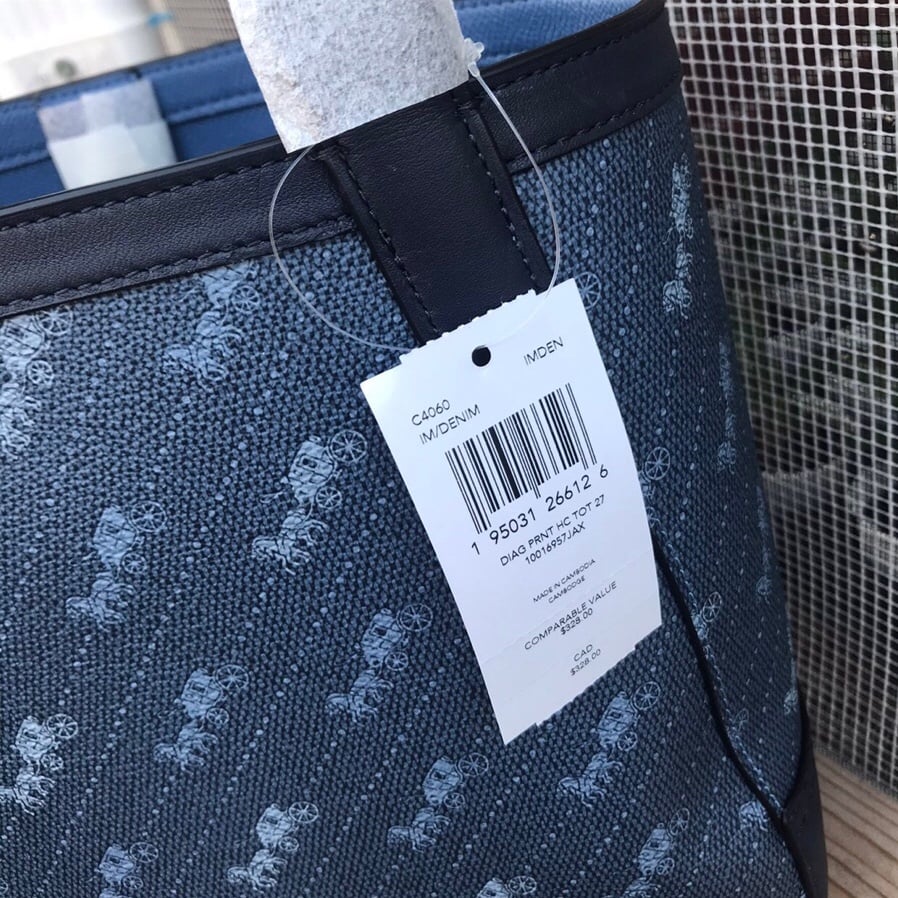 C4060 IMDEN
IM/DENIM
1 95031 26612 6
DIAG PRNT HC TOT 27
10016957JAX
MADE IN CAMBODIA
CAMBODGE
COMPARABLE VALUE
$328.00
CAD
$328.00